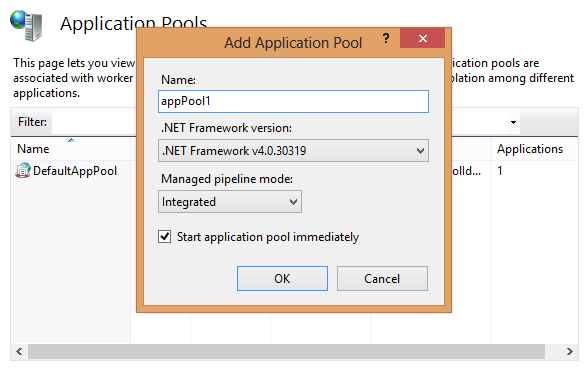 Application Pools
This page lets you view
ication pools are
associated with worker
olation among different
applications.
Filter:
Name
Applications
DefaultAppPool
olId...
1
Add Application Pool
?
Name:
appPool1
.NET Framework version:
.NET Framework v4.0.30319
Managed pipeline mode:
Integrated
Start application pool immediately
OK
Cancel